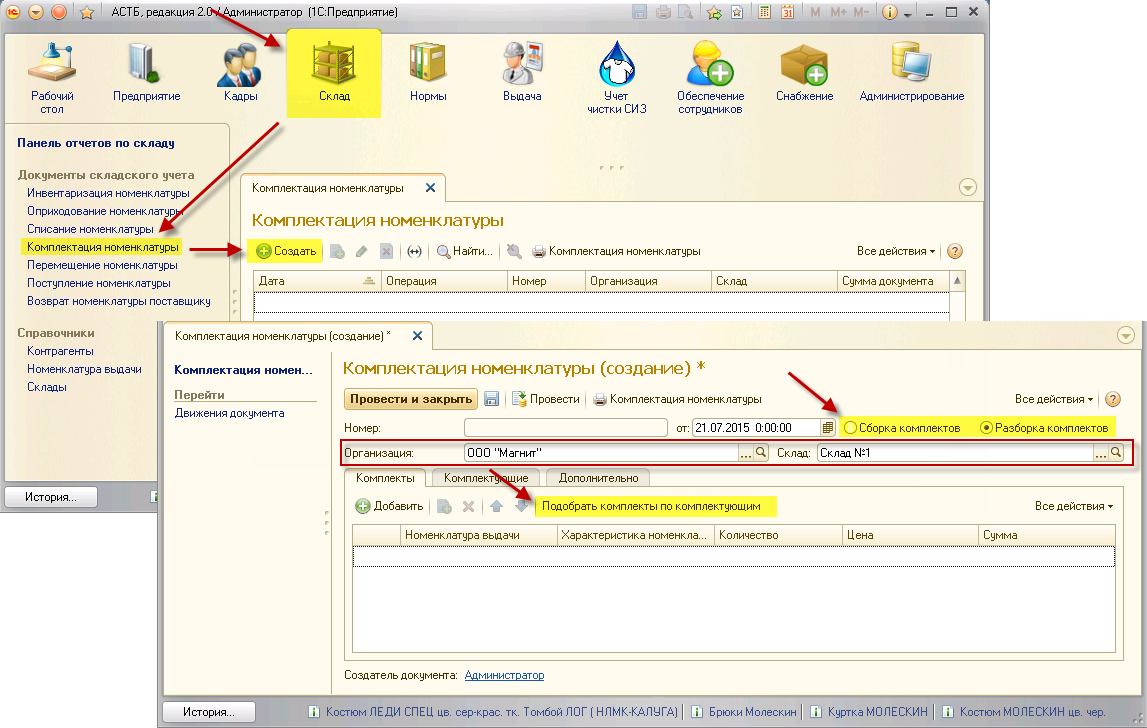 АСТБ, редакция 2.0 / Администратор (1С:Предприятие)
M M+ M-
Рабочий стол
Предприятие
Кадры
Склад
Нормы
Выдача
Учет чистки СИЗ
Обеспечение сотрудников
Снабжение
Администрирование
Панель отчетов по складу
Документы складского учета
Инвентаризация номенклатуры
Оприходование номенклатуры
Списание номенклатуры
Комплектация номенклатуры
Перемещение номенклатуры
Поступление номенклатуры
Возврат номенклатуры поставщику
Справочники
Контрагенты
Номенклатура выдачи
Склады
История...
Комплектация номенклатуры
Комплектация номенклатуры
Создать Найти... Комплектация номенклатуры Все действия
Дата Операция Номер Организация Склад Сумма документа
Комплектация номенклатуры (создание) *
Комплектация номен...
Перейти
Движения документа
Комплектация номенклатуры (создание) *
Провести и закрыть Провести Комплектация номенклатуры Все действия
Номер: от: 21.07.2015 0:00:00 Сборка комплектов Разборка комплектов
Организация: ООО "Магнит" Склад: Склад №1
Комплекты Комплектующие Дополнительно
Добавить Подобрать комплекты по комплектующим Все действия
Номенклатура выдачи Характеристика номенкла... Количество Цена Сумма
Создатель документа: Администратор
История... Костюм ЛЕДИ СПЕЦ цв. сер-крас. тк. Томбой ЛОГ ( НЛМК-КАЛУГА) Брюки Молескин Куртка МОЛЕСКИН Костюм МОЛЕСКИН цв. чер.